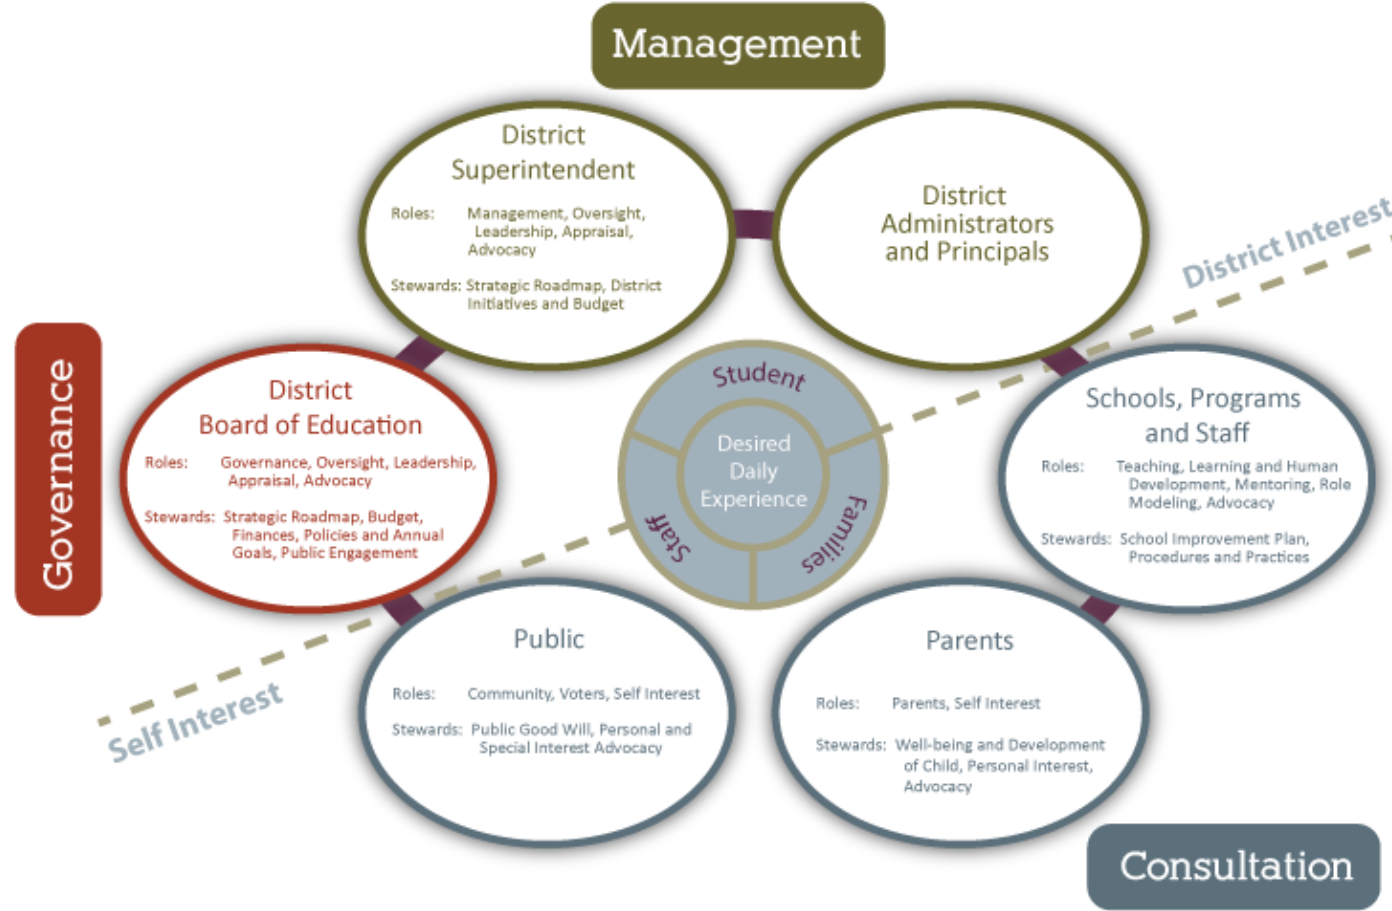 Management
District
Superintendent
Roles: Management, Oversight,
Leadership, Appraisal,
Advocacy
Stewards: Strategic Roadmap, District
Initiatives and Budget
District
Administrators
and Principals
District Interest
Governance
District
Board of Education
Roles: Governance, Oversight, Leadership,
Appraisal, Advocacy
Stewards: Strategic Roadmap, Budget,
Finances, Policies and Annual
Goals, Public Engagement
Student
Desired
Daily
Experience
Staff
Families
Schools, Programs
and Staff
Roles: Teaching, Learning and Human
Development, Mentoring, Role
Modeling, Advocacy
Stewards: School Improvement Plan,
Procedures and Practices
Self Interest
Public
Roles: Community, Voters, Self Interest
Stewards: Public Good Will, Personal and
Special Interest Advocacy
Parents
Roles: Parents, Self Interest
Stewards: Well-being and Development
of Child, Personal Interest,
Advocacy
Consultation